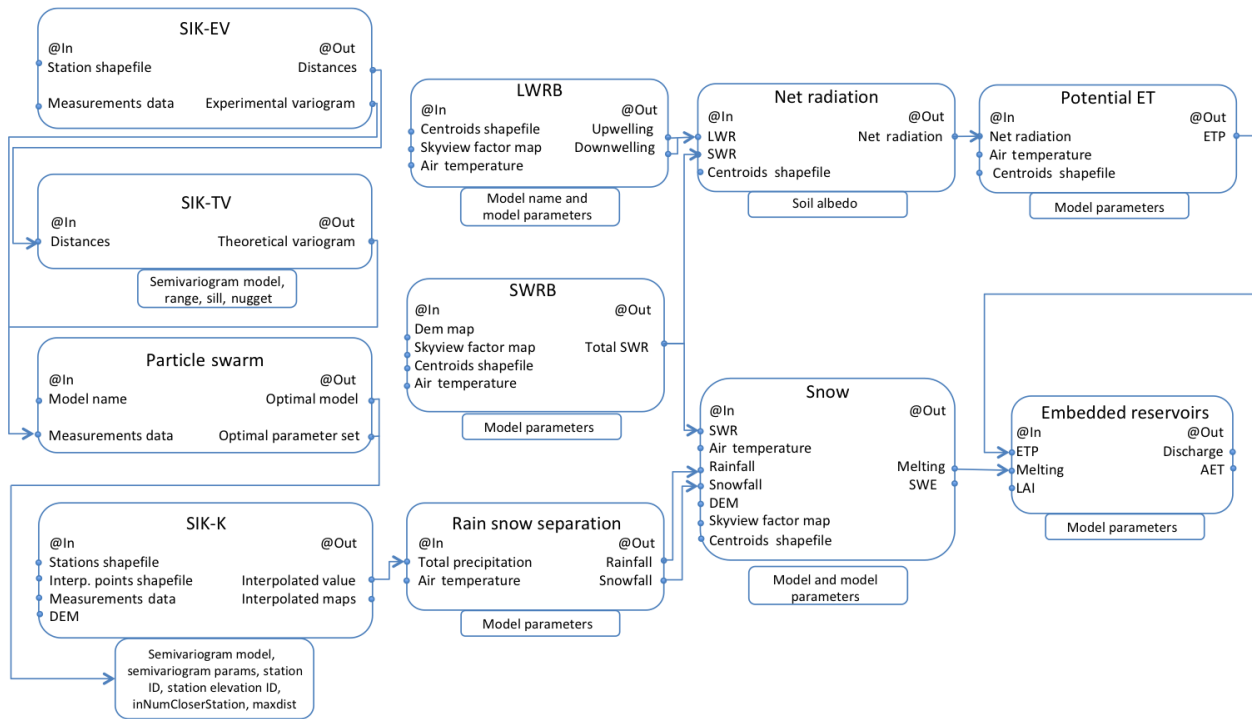 SIK-EV
@In
@Out
Station shapefile
Distances
Measurements data
Experimental variogram
SIK-TV
@In
@Out
Distances
Theoretical variogram
Semivariogram model,
range, sill, nugget
Particle swarm
@In
@Out
Model name
Optimal model
Measurements data
Optimal parameter set
SIK-K
@In
@Out
Stations shapefile
Interp. points shapefile
Interpolated value
Measurements data
Interpolated maps
DEM
Semivariogram model,
semivariogram params, station
ID, station elevation ID,
inNumCloserStation, maxdist
LWRB
@In
@Out
Centroids shapefile
Upwelling
Skyview factor map
Downwelling
Air temperature
Model name and
model parameters
SWRB
@In
@Out
Dem map
Skyview factor map
Total SWR
Centroids shapefile
Air temperature
Model parameters
Rain snow separation
@In
@Out
Total precipitation
Rainfall
Air temperature
Snowfall
Model parameters
Net radiation
@In
@Out
LWR
Net radiation
SWR
Centroids shapefile
Soil albedo
Snow
@In
@Out
SWR
Air temperature
Rainfall
Melting
Snowfall
SWE
DEM
Skyview factor map
Centroids shapefile
Model and model
parameters
Potential ET
@In
@Out
Net radiation
ETP
Air temperature
Centroids shapefile
Model parameters
Embedded reservoirs
@In
@Out
ETP
Discharge
Melting
AET
LAI
Model parameters